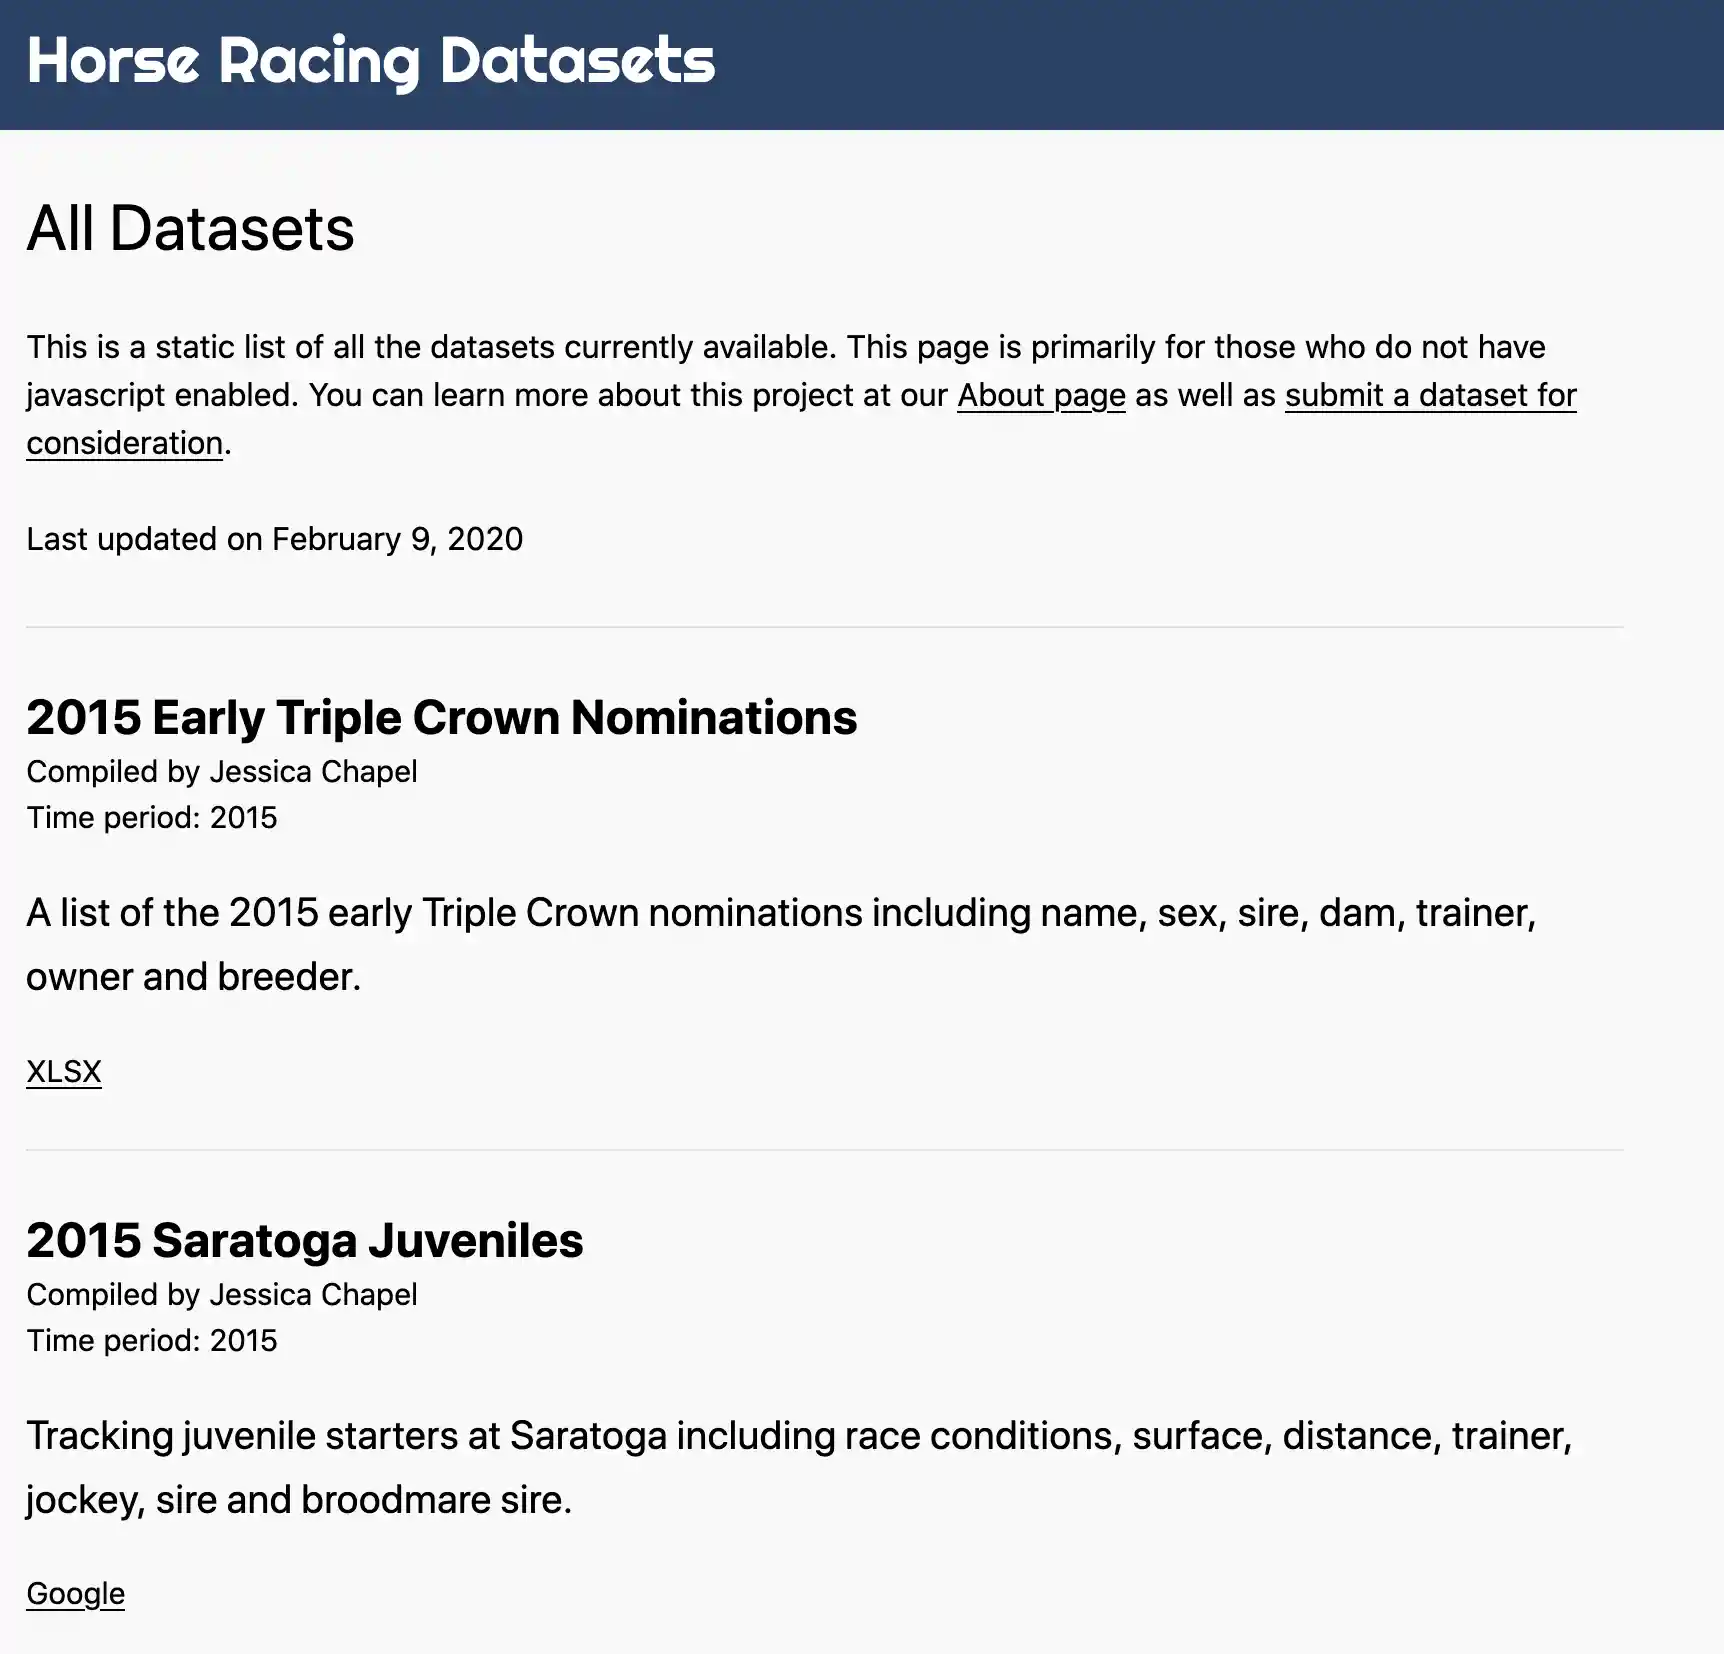 Horse Racing Datasets
All Datasets
This is a static list of all the datasets currently available. This page is primarily for those who do not have
javascript enabled. You can learn more about this project at our About page as well as submit a dataset for
consideration.
Last updated on February 9, 2020
2015 Early Triple Crown Nominations
Compiled by Jessica Chapel
Time period: 2015
A list of the 2015 early Triple Crown nominations including name, sex, sire, dam, trainer,
owner and breeder.
XLSX
2015 Saratoga Juveniles
Compiled by Jessica Chapel
Time period: 2015
Tracking juvenile starters at Saratoga including race conditions, surface, distance, trainer,
jockey, sire and broodmare sire.
Google